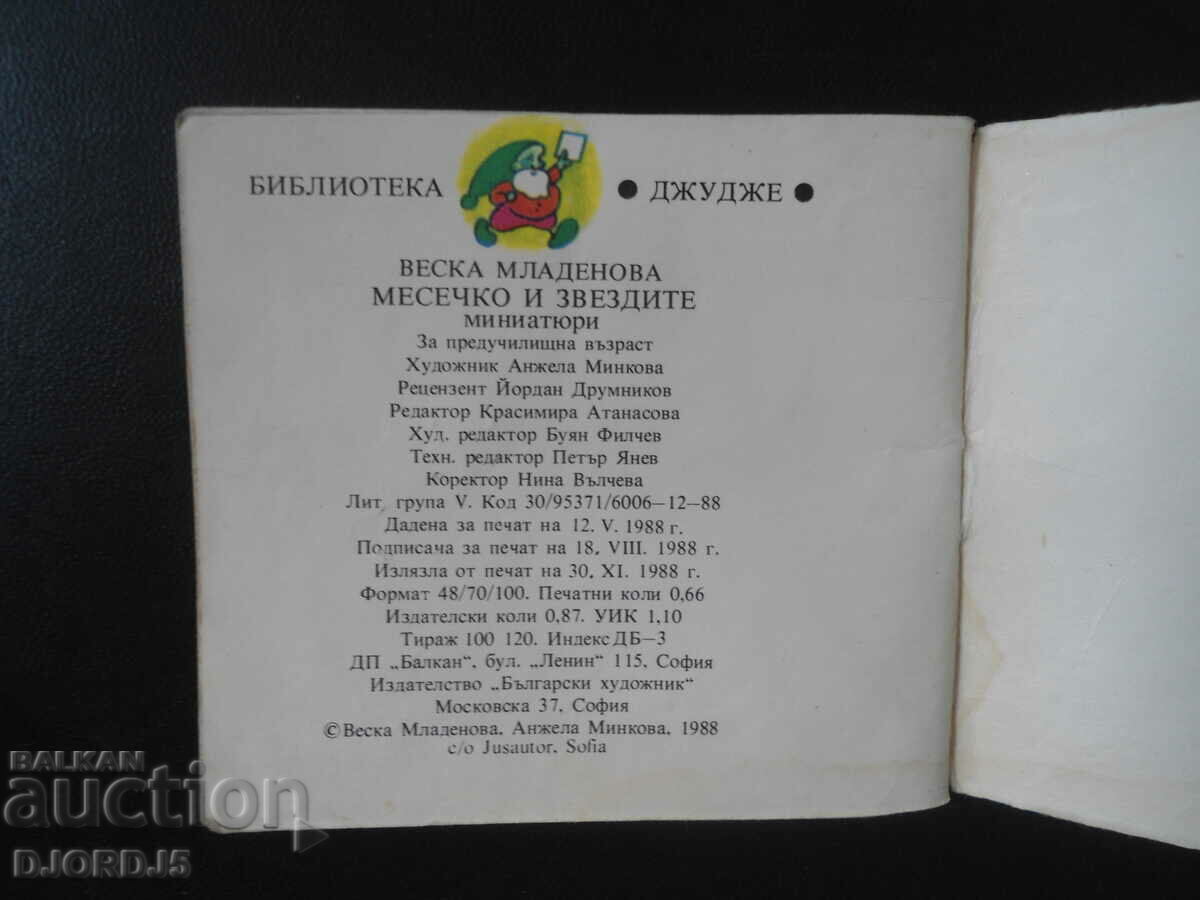 БИБЛИОТЕКА ● ДЖУДЖЕ ●
ВЕСКА МЛАДЕНОВА
МЕСЕЧКО И ЗВЕЗДИТЕ
МИНИАТЮРИ
За предучилищна възраст
Художник Анжела Минкова
Рецензент Йордан Друмников
Редактор Красимира Атанасова
Худ. редактор Буян Филчев
Техн. редактор Петър Янев
Коректор Нина Вълчева
Лит. група V. Код 30/95371/6006—12—88
Дадена за печат на 12. V. 1988 г.
Подписача за печат на 18. VIII. 1988 г.
Излязла от печат на 30. XI. 1988 г.
Формат 48/70/100. Печатни коли 0,66
Издателски коли 0,87. УИК 1,10
Тираж 100 120. Индекс ДБ—3
ДП „Балкан“, бул. „Ленин“ 115, София
Издателство „Български художник“
Московска 37, София
©Веска Младенова, Анжела Минкова, 1988
c/o Jusautor, Sofia
BALKAN
auction
DJORDJ5